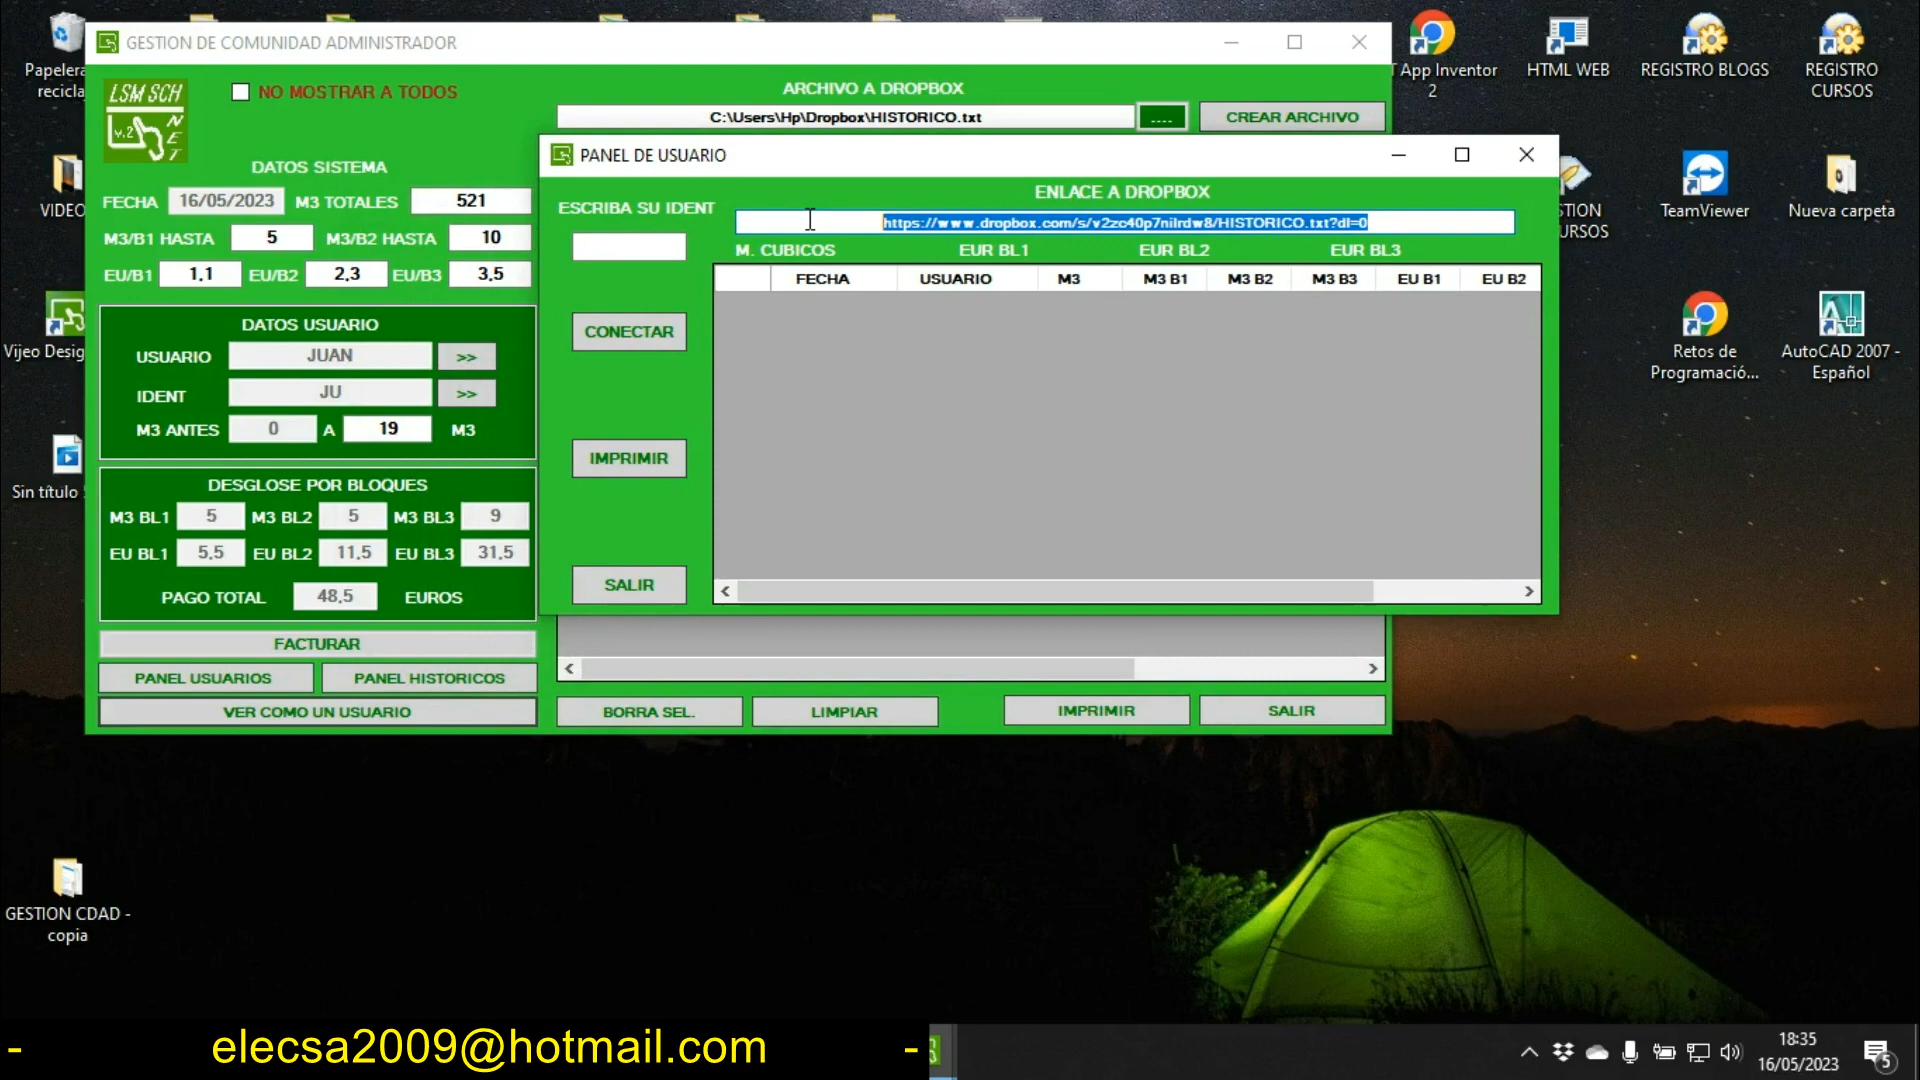 Papelera
recicla
VIDEO
Vijeo Desig
Sin título
GESTION CDAD -
copia
GESTION DE COMUNIDAD ADMINISTRADOR
LSM SCH
v.2
NET
NO MOSTRAR A TODOS
ARCHIVO A DROPBOX
C:\Users\Hp\Dropbox\HISTORICO.txt
....
CREAR ARCHIVO
DATOS SISTEMA
FECHA 16/05/2023 M3 TOTALES 521
M3/B1 HASTA 5 M3/B2 HASTA 10
EU/B1 1,1 EU/B2 2,3 EU/B3 3,5
DATOS USUARIO
USUARIO JUAN >>
IDENT JU >>
M3 ANTES 0 A 19 M3
DESGLOSE POR BLOQUES
M3 BL1 5 M3 BL2 5 M3 BL3 9
EU BL1 5,5 EU BL2 11,5 EU BL3 31,5
PAGO TOTAL 48,5 EUROS
FACTURAR
PANEL USUARIOS PANEL HISTORICOS
VER COMO UN USUARIO
BORRA SEL. LIMPIAR IMPRIMIR SALIR
PANEL DE USUARIO
ENLACE A DROPBOX
ESCRIBA SU IDENT
https://www.dropbox.com/s/v2zc40p7nilrdw8/HISTORICO.txt?dl=0
M. CUBICOS EUR BL1 EUR BL2 EUR BL3
FECHA USUARIO M3 M3 B1 M3 B2 M3 B3 EU B1 EU B2
CONECTAR
IMPRIMIR
SALIR
T App Inventor
2
HTML WEB
REGISTRO BLOGS
REGISTRO
CURSOS
STION
URSOS
TeamViewer
Nueva carpeta
Retos de
Programació...
AutoCAD 2007 -
Español
- elecsa2009@hotmail.com -
18:35
16/05/2023
5